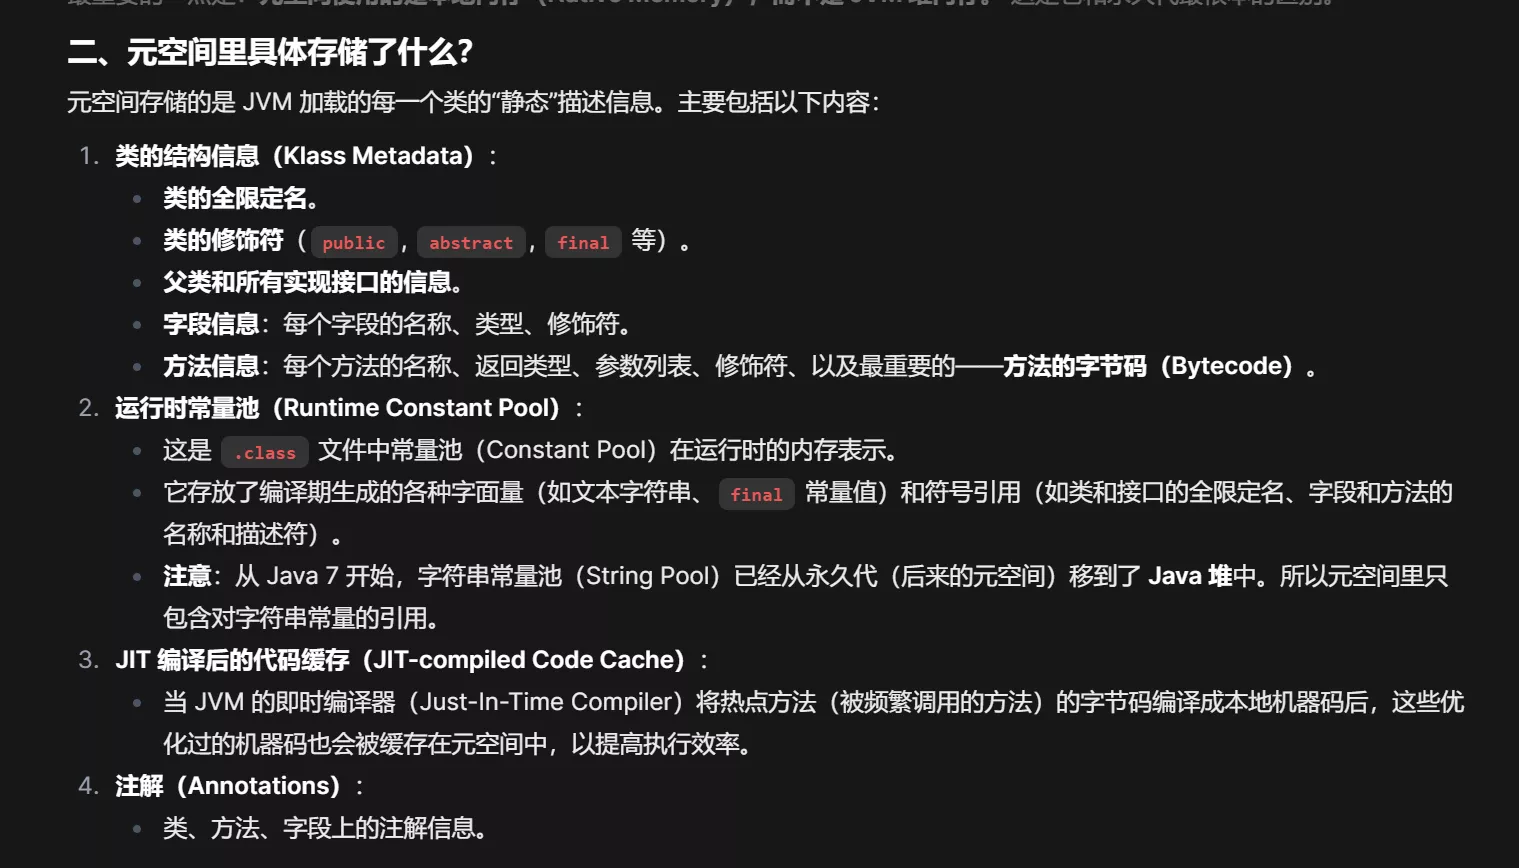 二、元空间里具体存储了什么?
元空间存储的是 JVM 加载的每一个类的“静态”描述信息。主要包括以下内容：
1. 类的结构信息（Klass Metadata）：
• 类的全限定名。
• 类的修饰符（public, abstract, final 等）。
• 父类和所有实现接口的信息。
• 字段信息：每个字段的名称、类型、修饰符。
• 方法信息：每个方法的名称、返回类型、参数列表、修饰符、以及最重要的——方法的字节码（Bytecode）。
2. 运行时常量池（Runtime Constant Pool）：
• 这是 .class 文件中常量池（Constant Pool）在运行时的内存表示。
• 它存放了编译期生成的各种字面量（如文本字符串、 final 常量值）和符号引用（如类和接口的全限定名、字段和方法的
名称和描述符）。
• 注意：从 Java 7 开始，字符串常量池（String Pool）已经从永久代（后来的元空间）移到了 Java 堆中。所以元空间里只
包含对字符串常量的引用。
3. JIT 编译后的代码缓存（JIT-compiled Code Cache）：
• 当 JVM 的即时编译器（Just-In-Time Compiler）将热点方法（被频繁调用的方法）的字节码编译成本地机器码后，这些优
化过的机器码也会被缓存在元空间中，以提高执行效率。
4. 注解（Annotations）：
• 类、方法、字段上的注解信息。